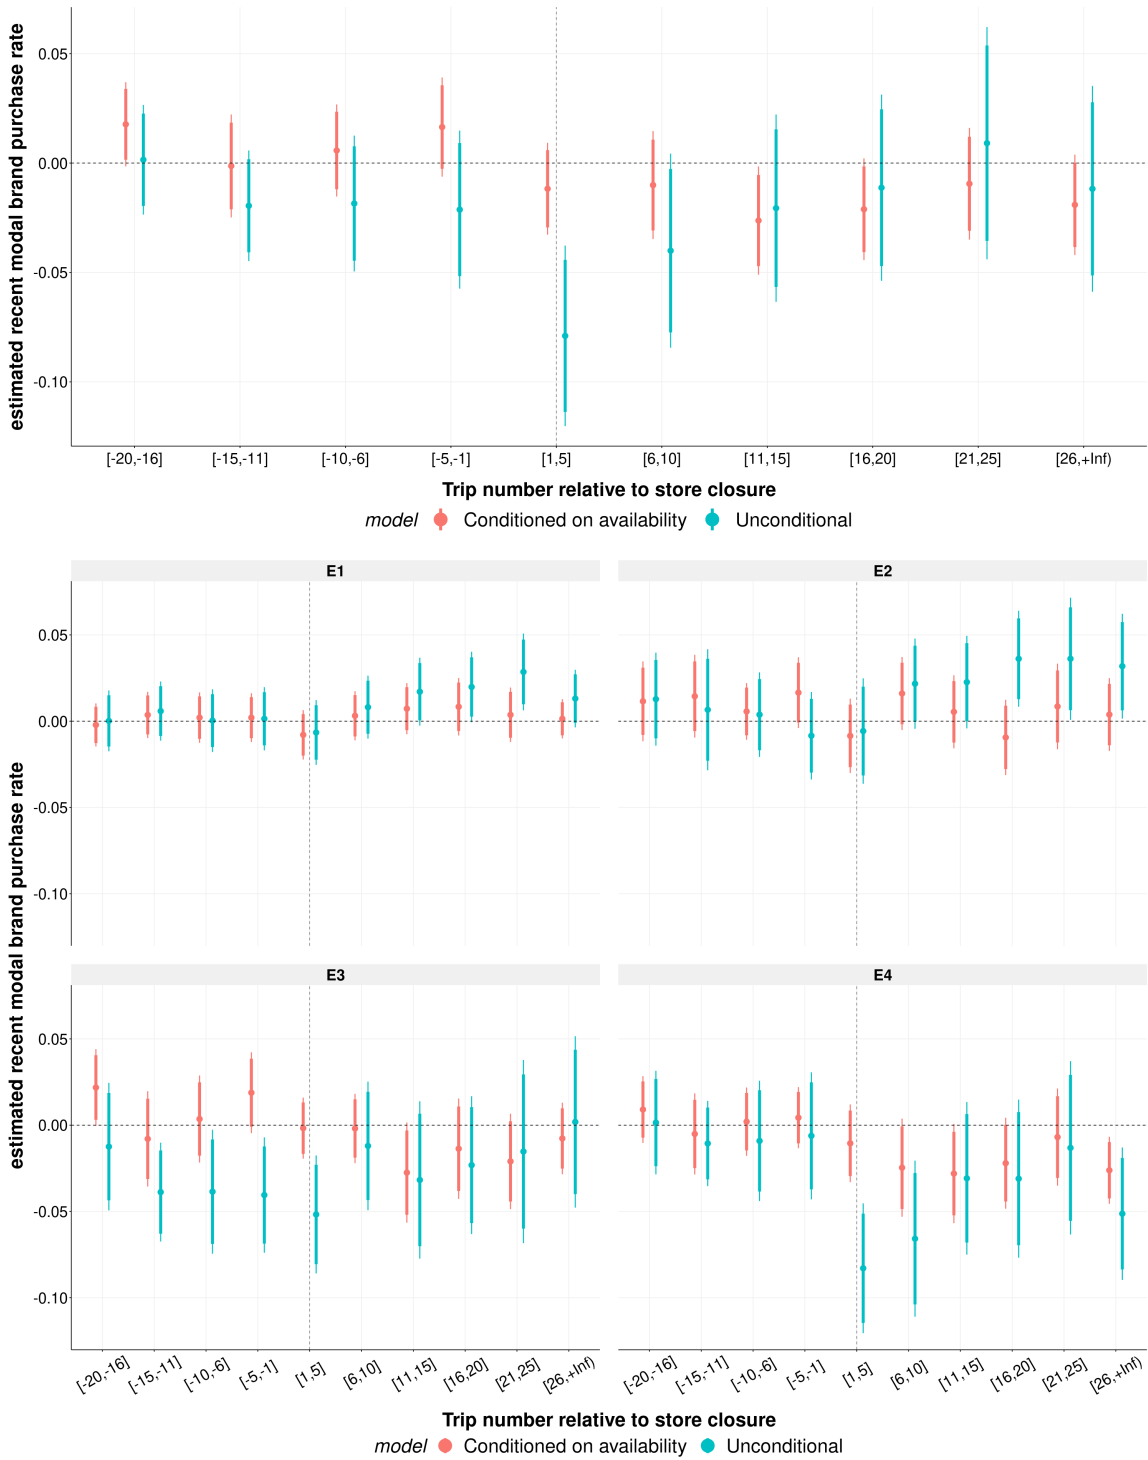 estimated recent modal brand purchase rate
0.05
0.00
-0.05
-0.10
[-20,-16] [-15,-11] [-10,-6] [-5,-1] [1,5] [6,10] [11,15] [16,20] [21,25] [26,+Inf)
Trip number relative to store closure
model Conditioned on availability Unconditional
estimated recent modal brand purchase rate
E1 E2
0.05
0.00
-0.05
-0.10
E3 E4
0.05
0.00
-0.05
-0.10
[-20,-16] [-15,-11] [-10,-6] [-5,-1] [1,5] [6,10] [11,15] [16,20] [21,25] [26,+Inf) [-20,-16] [-15,-11] [-10,-6] [-5,-1] [1,5] [6,10] [11,15] [16,20] [21,25] [26,+Inf)
Trip number relative to store closure
model Conditioned on availability Unconditional